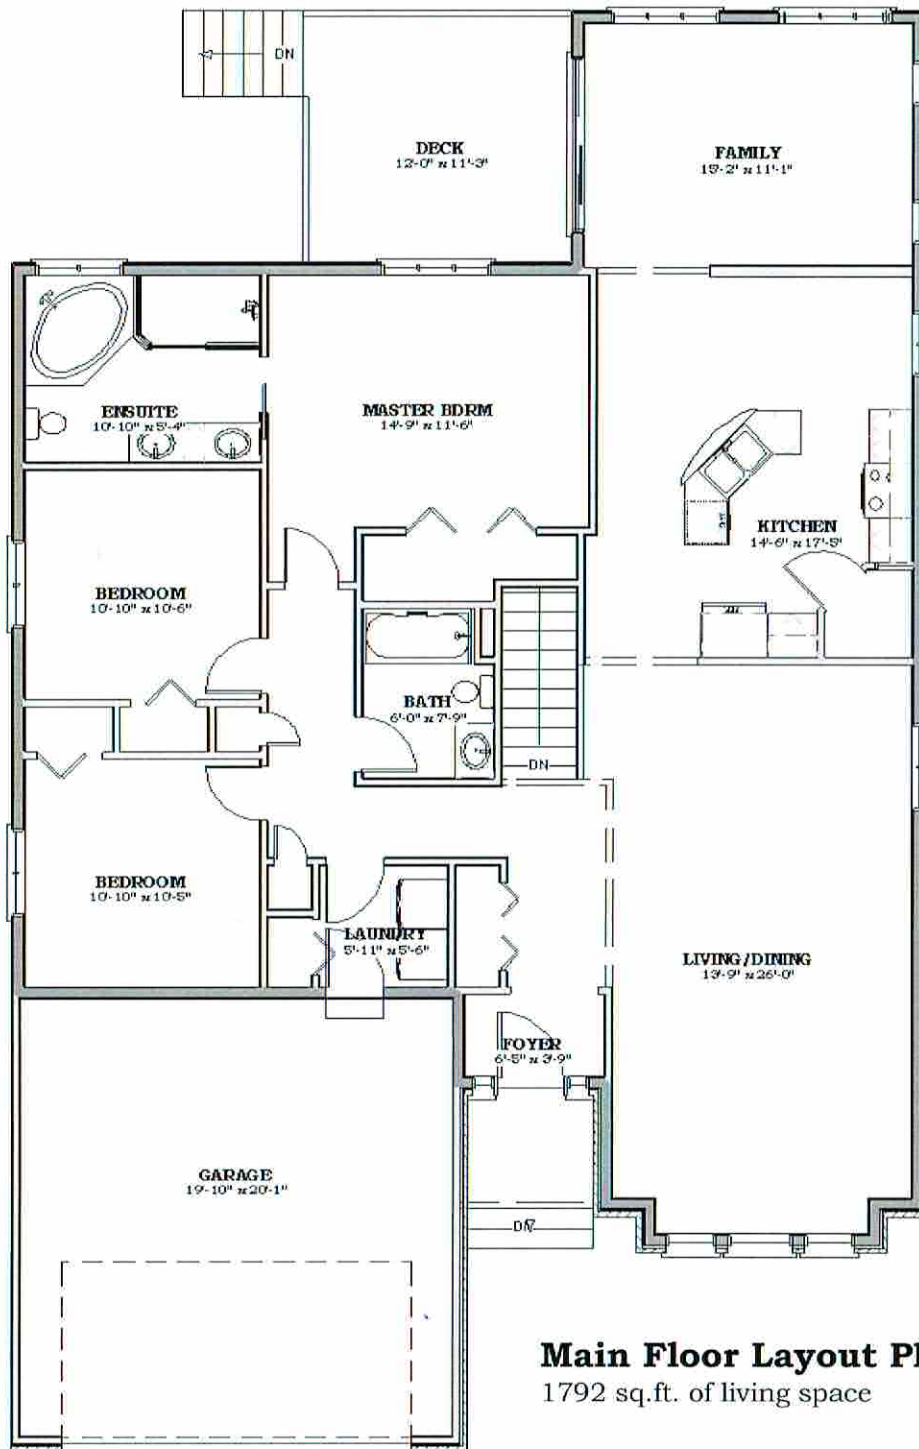 DN
DECK
12'-0" x 11'-3"
FAMILY
15'-2" x 11'-1"
ENSUITE
10'-10" x 5'-4"
MASTER BDRM
14'-9" x 11'-6"
KITCHEN
14'-6" x 17'-5"
BEDROOM
10'-10" x 10'-6"
BATH
6'-0" x 7'-9"
DN
BEDROOM
10'-10" x 10'-5"
LAUNDRY
5'-11" x 5'-6"
LIVING/DINING
13'-9" x 26'-0"
FOYER
6'-5" x 3'-9"
GARAGE
19'-10" x 20'-1"
DN
Main Floor Layout Pl
1792 sq.ft. of living space